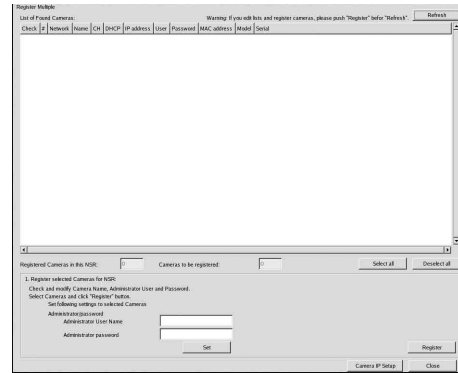 Register Multiple
List of Found Cameras:
Warning: If you edit lists and register cameras, please push "Register" befor "Refresh".
Refresh
Check # Network Name CH DHCP IP address User Password MAC address Model Serial
Registered Cameras in this NSR: 0 Cameras to be registered: 0 Select all Deselect all
1. Register selected Cameras for NSR:
Check and modify Camera Name, Administrator User and Password.
Select Cameras and click "Register" button.
Set following settings to selected Cameras
Administrator/password
Administrator User Name
Administrator password
Set Register
Camera IP Setup Close